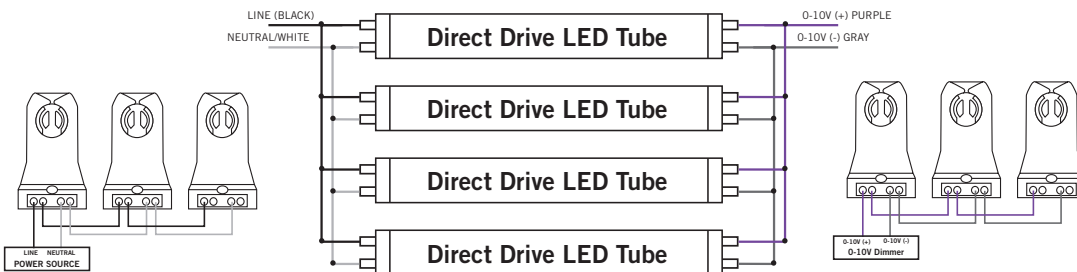 LINE (BLACK)
NEUTRAL/WHITE
0-10V (+) PURPLE
0-10V (-) GRAY
Direct Drive LED Tube
Direct Drive LED Tube
Direct Drive LED Tube
Direct Drive LED Tube
LINE NEUTRAL
POWER SOURCE
0-10V (+) 0-10V (-)
0-10V Dimmer